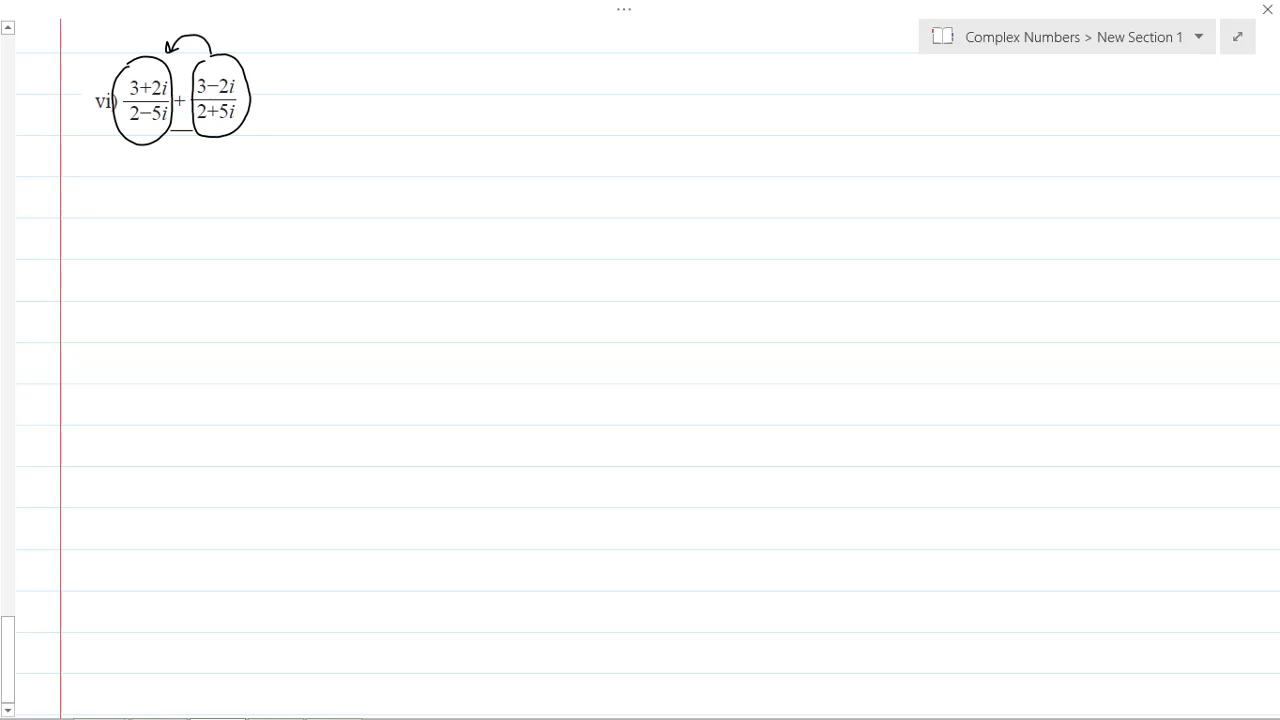 ...
Complex Numbers > New Section 1
vi) 3+2i/2−5i + 3−2i/2+5i